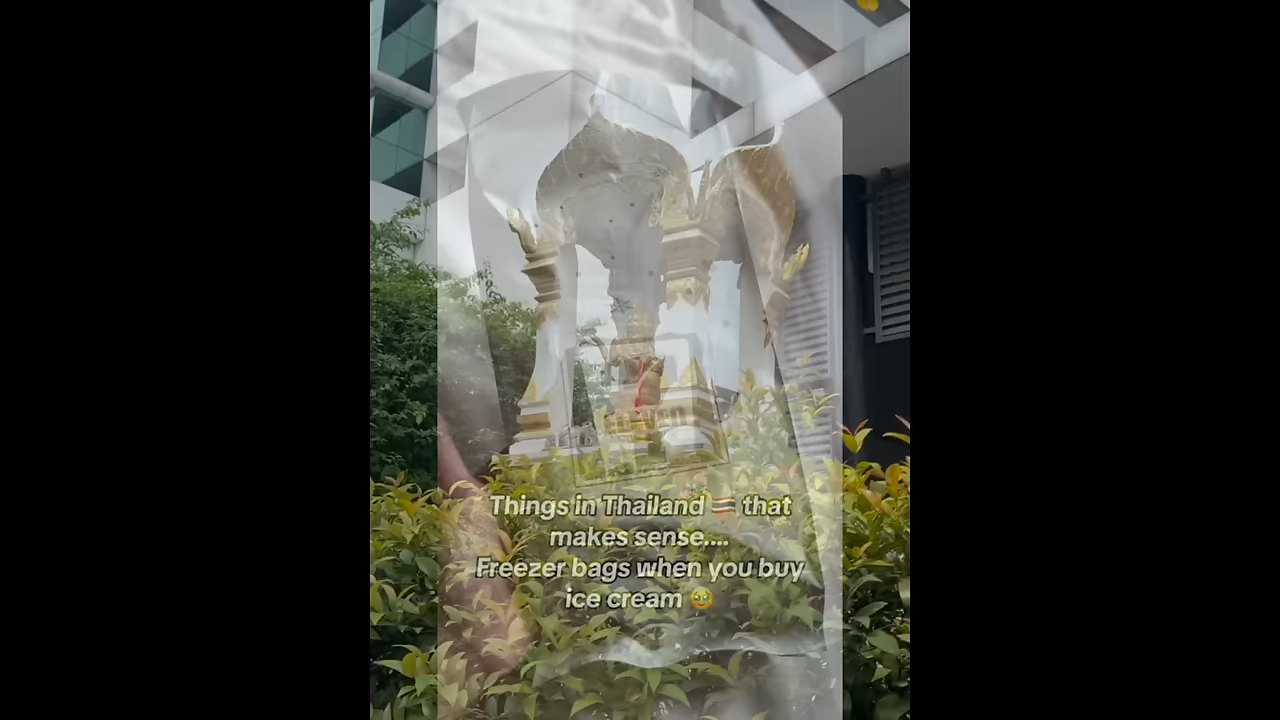 Things in Thailand 🇹🇭 that
makes sense....
Freezer bags when you buy
ice cream 🥹